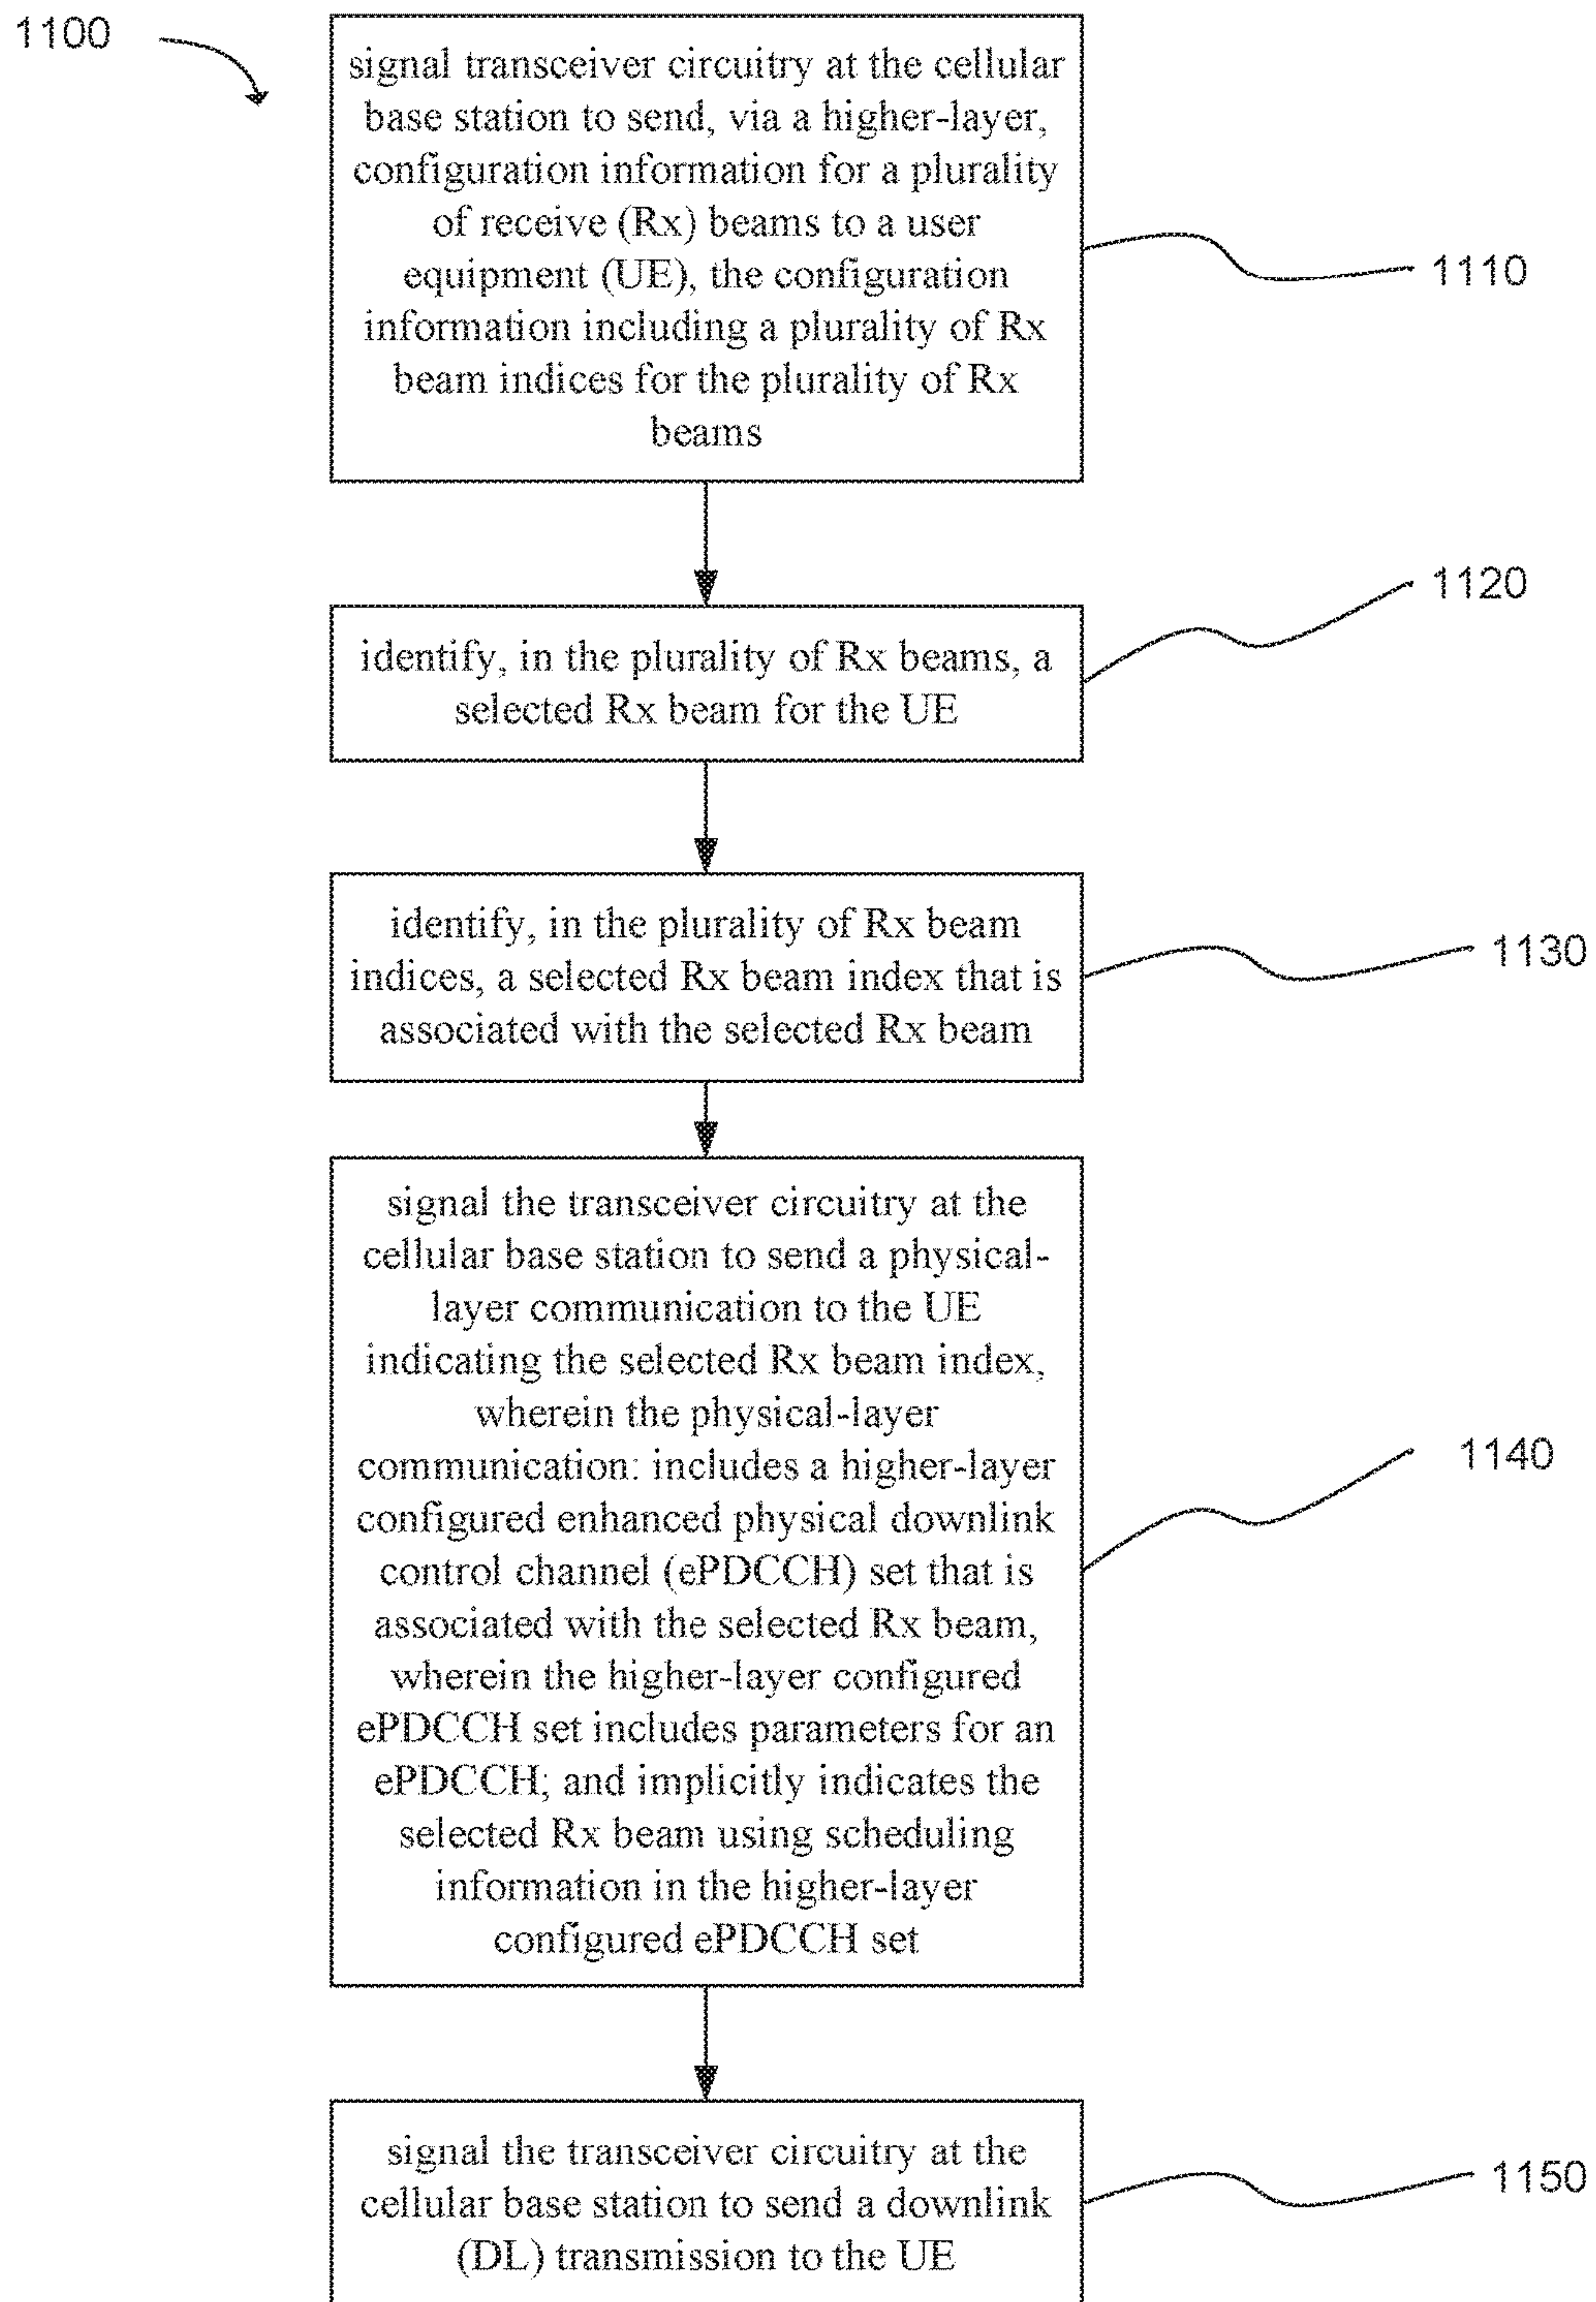 1100
signal transceiver circuitry at the cellular
base station to send, via a higher-layer,
configuration information for a plurality
of receive (Rx) beams to a user
equipment (UE), the configuration
information including a plurality of Rx
beam indices for the plurality of Rx
beams
1110
1120
identify, in the plurality of Rx beams, a
selected Rx beam for the UE
identify, in the plurality of Rx beam
indices, a selected Rx beam index that is
associated with the selected Rx beam
1130
signal the transceiver circuitry at the
cellular base station to send a physical-
layer communication to the UE
indicating the selected Rx beam index,
wherein the physical-layer
communication: includes a higher-layer
configured enhanced physical downlink
control channel (ePDCCH) set that is
associated with the selected Rx beam,
wherein the higher-layer configured
ePDCCH set includes parameters for an
ePDCCH; and implicitly indicates the
selected Rx beam using scheduling
information in the higher-layer
configured ePDCCH set
1140
signal the transceiver circuitry at the
cellular base station to send a downlink
(DL) transmission to the UE
1150